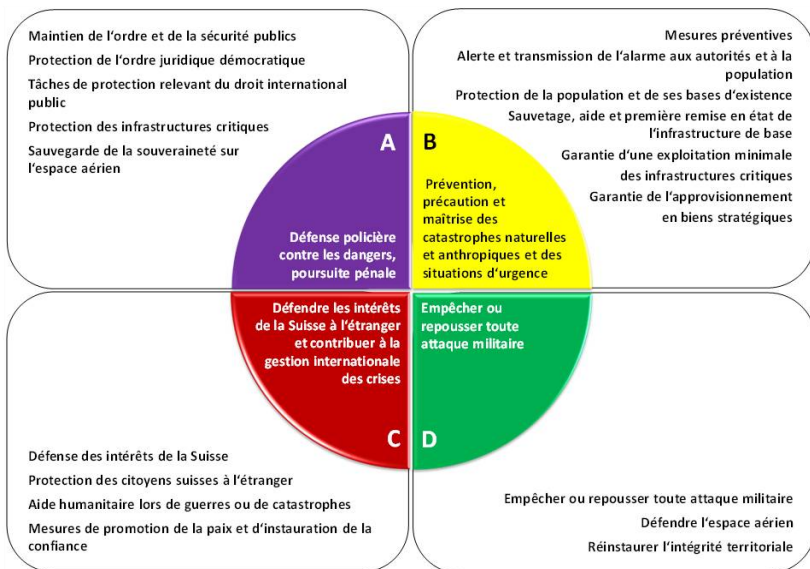 Maintien de l'ordre et de la sécurité publics
Protection de l'ordre juridique démocratique
Tâches de protection relevant du droit international
public
Protection des infrastructures critiques
Sauvegarde de la souveraineté sur
l'espace aérien
A
Défense policière
contre les dangers,
poursuite pénale
Mesures préventives
Alerte et transmission de l'alarme aux autorités et à la
population
Protection de la population et de ses bases d'existence
Sauvetage, aide et première remise en état de
l'infrastructure de base
Garantie d'une exploitation minimale
des infrastructures critiques
Garantie de l'approvisionnement
en biens stratégiques
B
Prévention,
précaution et
maîtrise des
catastrophes naturelles
et anthropiques et des
situations d'urgence
Défendre les intérêts
de la Suisse à l'étranger
et contribuer à la
gestion internationale
des crises
C
Défense des intérêts de la Suisse
Protection des citoyens suisses à l'étranger
Aide humanitaire lors de guerres ou de catastrophes
Mesures de promotion de la paix et d'instauration de la
confiance
Empêcher ou
repousser toute
attaque militaire
D
Empêcher ou repousser toute attaque militaire
Défendre l'espace aérien
Réinstaurer l'intégrité territoriale